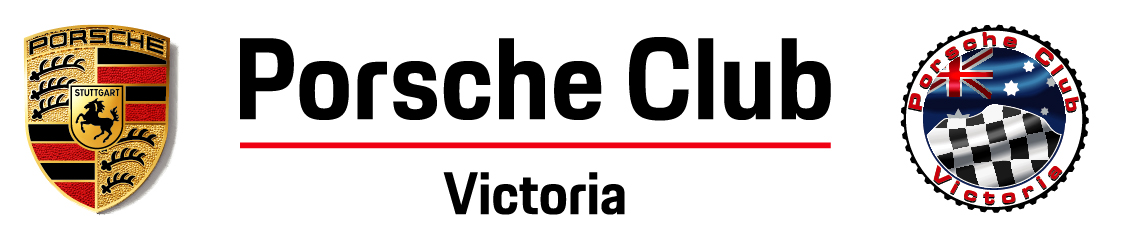 PORSCHE
STUTTGART
Porsche Club
Victoria
Porsche Club
Victoria